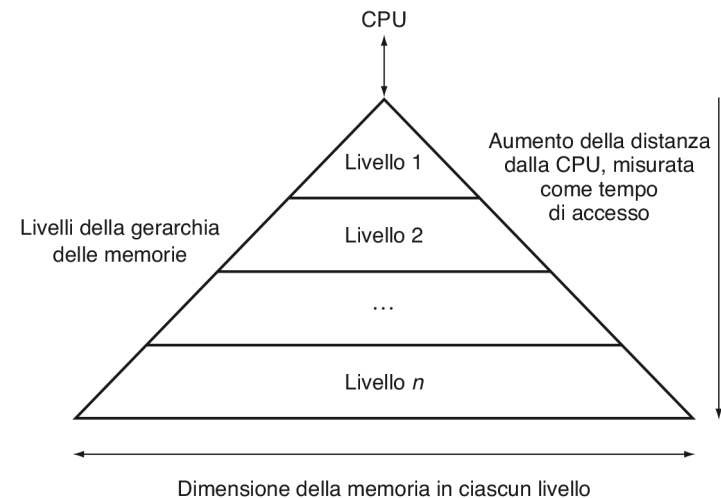 CPU
Livello 1
Aumento della distanza
dalla CPU, misurata
come tempo
di accesso
Livelli della gerarchia
delle memorie
Livello 2
...
Livello n
Dimensione della memoria in ciascun livello